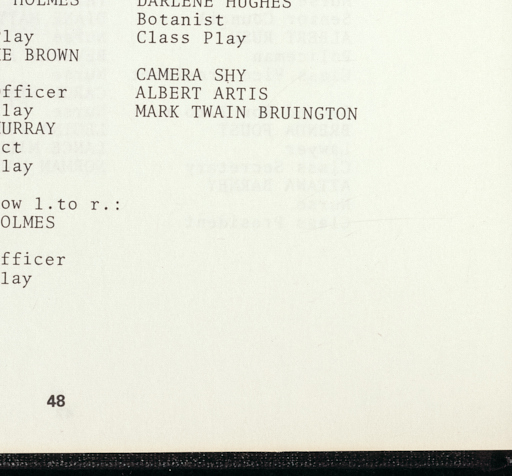 HOLMES
lay
E BROWN
fficer
lay
URRAY
ct
lay
ow l.to r.:
OLMES
fficer
lay
DARLENE HUGHES
Botanist
Class Play
CAMERA SHY
ALBERT ARTIS
MARK TWAIN BRUINGTON
48